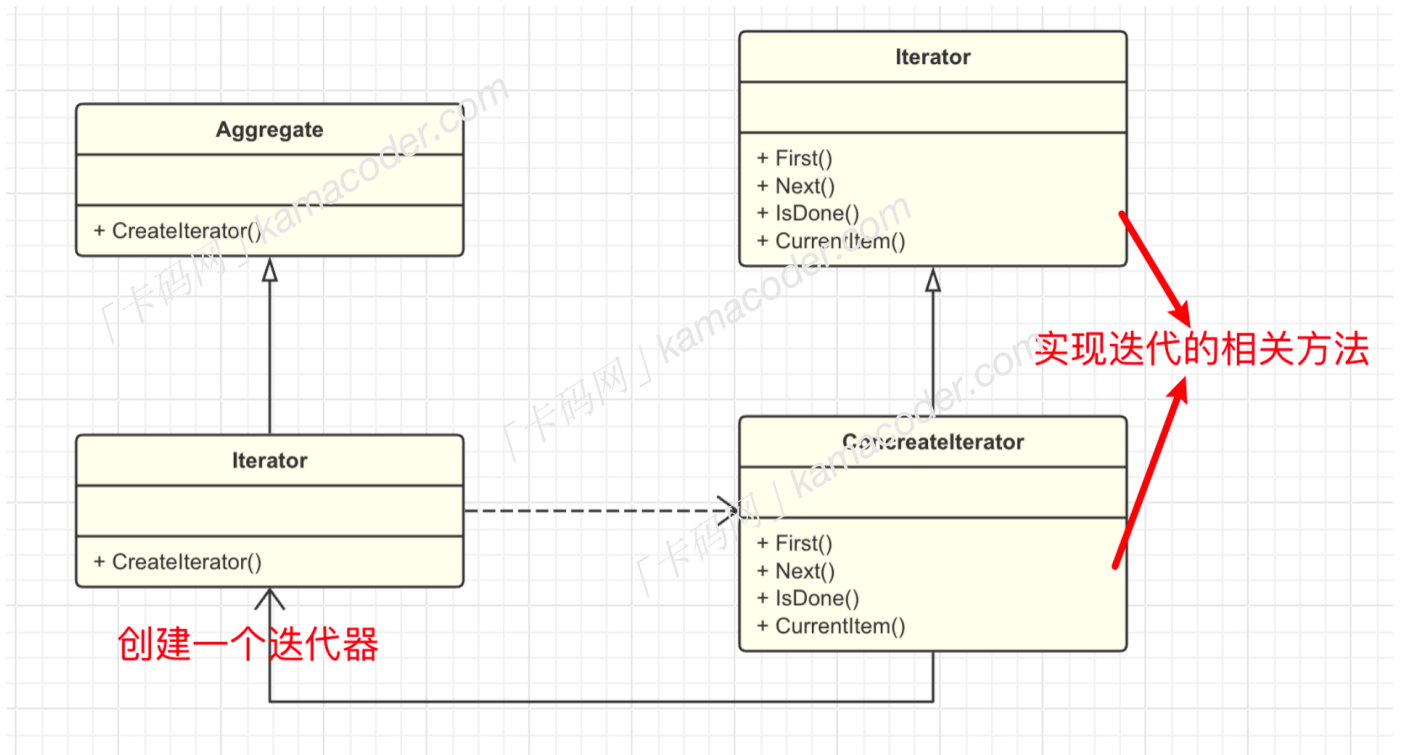 Aggregate
+ CreateIterator()
Iterator
+ First()
+ Next()
+ IsDone()
+ CurrentItem()
实现迭代的相关方法
Iterator
+ CreateIterator()
创建一个迭代器
ConcreateIterator
+ First()
+ Next()
+ IsDone()
+ CurrentItem()
「卡码网」kamacoder.com
「卡码网」kamacoder.com
「卡码网」kamacoder.com